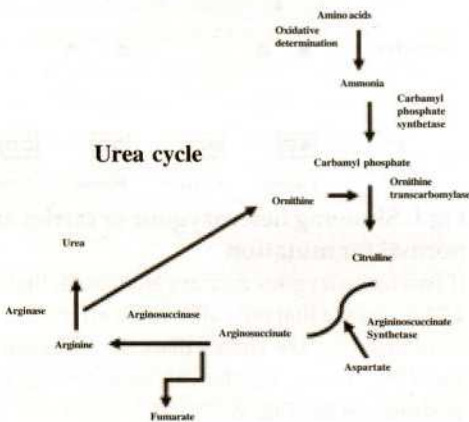 Amino acids
Oxidative
determination
Ammonia
Carbamyl
phosphate
synthetase
Urea cycle
Carbamyl phosphate
Ornithine
Ornithine
transcarbomylase
Urea
Citrulline
Arginase
Arginosuccinase
Arginosuccinate
Argininoscuccinate
Synthetase
Arginine
Aspartate
Fumarate